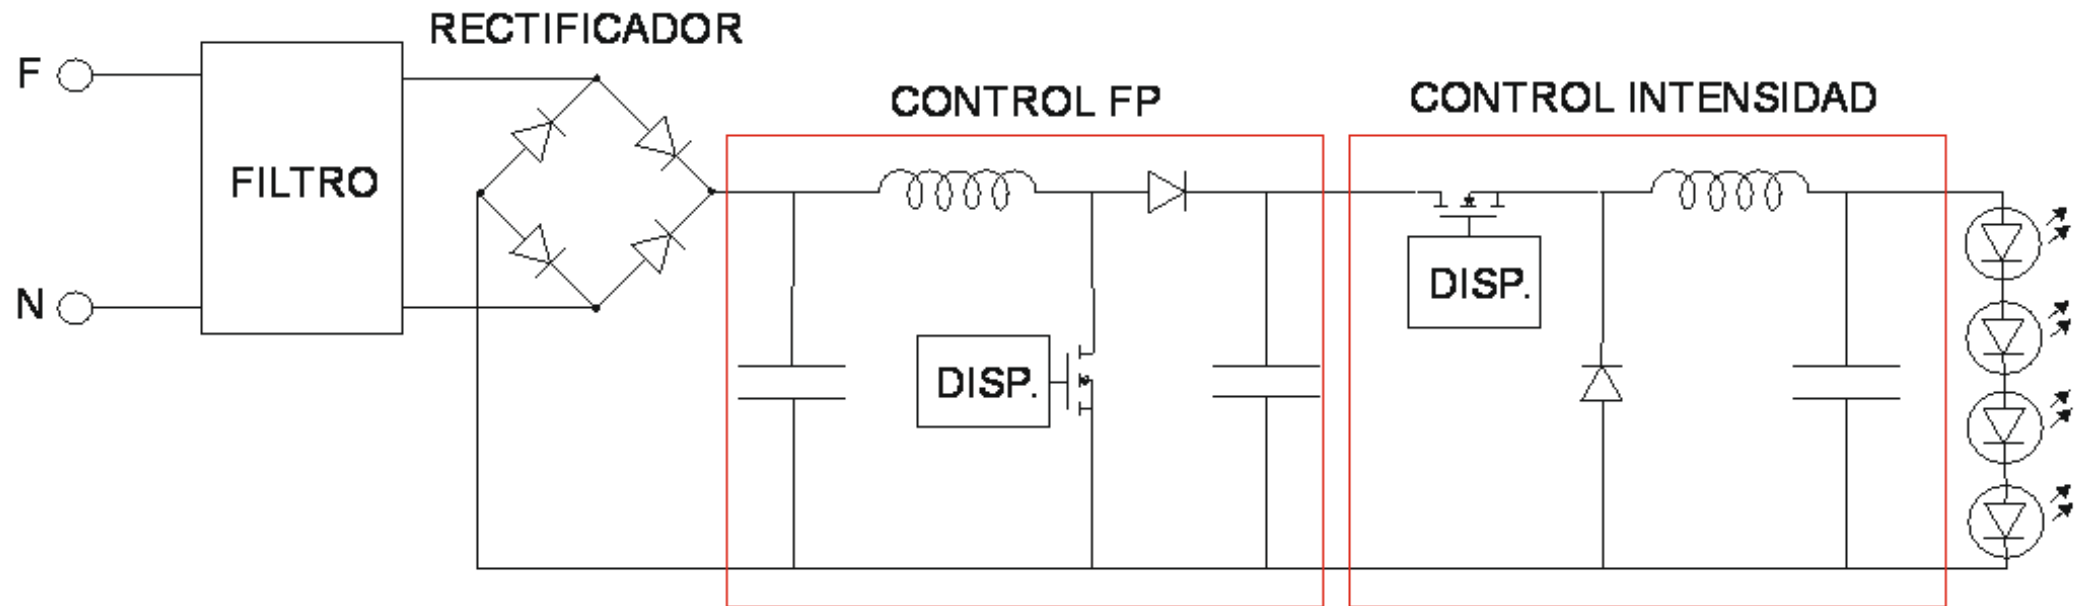 RECTIFICADOR
F
CONTROL FP
CONTROL INTENSIDAD
FILTRO
N
DISP.
DISP.